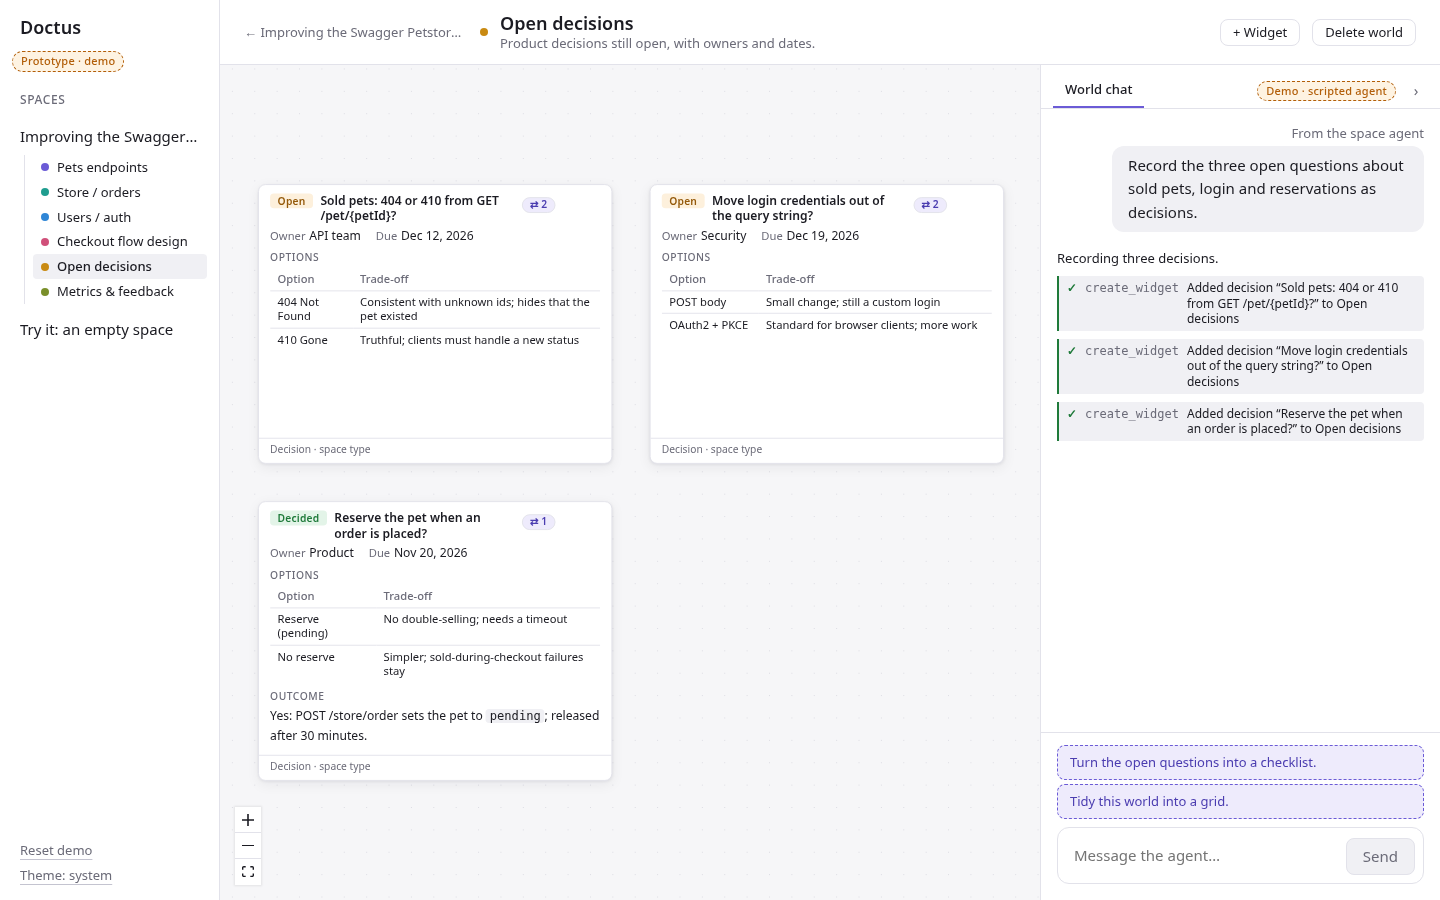 Doctus
Prototype · demo
SPACES
Improving the Swagger...
Pets endpoints
Store / orders
Users / auth
Checkout flow design
Open decisions
Metrics & feedback
Try it: an empty space
Reset demo
Theme: system
← Improving the Swagger Petstor...
Open decisions
Product decisions still open, with owners and dates.
+ Widget
Delete world
Open
Sold pets: 404 or 410 from GET
/pet/{petId}?
⇄ 2
Owner API team Due Dec 12, 2026
OPTIONS
Option Trade-off
404 Not Found
Consistent with unknown ids; hides that the
pet existed
410 Gone Truthful; clients must handle a new status
Decision · space type
Open
Move login credentials out of
the query string?
⇄ 2
Owner Security Due Dec 19, 2026
OPTIONS
Option Trade-off
POST body Small change; still a custom login
OAuth2 + PKCE Standard for browser clients; more work
Decision · space type
Decided
Reserve the pet when an
order is placed?
⇄ 1
Owner Product Due Nov 20, 2026
OPTIONS
Option Trade-off
Reserve (pending)
No double-selling; needs a timeout
No reserve
Simpler; sold-during-checkout failures
stay
OUTCOME
Yes: POST /store/order sets the pet to pending; released
after 30 minutes.
Decision · space type
World chat
Demo · scripted agent
›
From the space agent
Record the three open questions about
sold pets, login and reservations as
decisions.
Recording three decisions.
✓ create_widget Added decision “Sold pets: 404 or 410
from GET /pet/{petId}?” to Open
decisions
✓ create_widget Added decision “Move login credentials
out of the query string?” to Open
decisions
✓ create_widget Added decision “Reserve the pet when
an order is placed?” to Open decisions
Turn the open questions into a checklist.
Tidy this world into a grid.
Message the agent...
Send